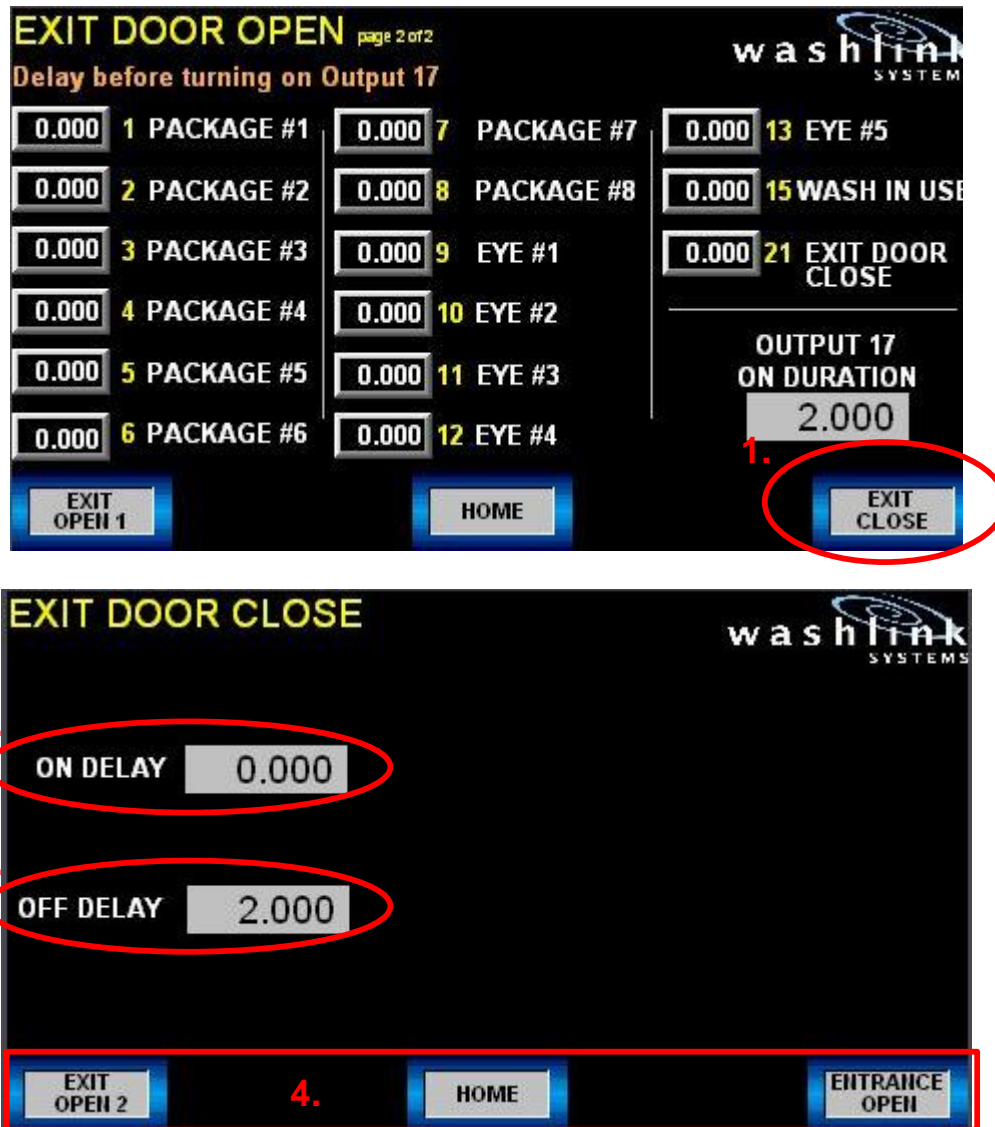 EXIT DOOR OPEN page 2 of 2
washlink
SYSTEM
Delay before turning on Output 17
0.000 1 PACKAGE #1
0.000 2 PACKAGE #2
0.000 3 PACKAGE #3
0.000 4 PACKAGE #4
0.000 5 PACKAGE #5
0.000 6 PACKAGE #6
0.000 7 PACKAGE #7
0.000 8 PACKAGE #8
0.000 9 EYE #1
0.000 10 EYE #2
0.000 11 EYE #3
0.000 12 EYE #4
0.000 13 EYE #5
0.000 15 WASH IN USE
0.000 21 EXIT DOOR
CLOSE
OUTPUT 17
ON DURATION
2.000
1.
EXIT
OPEN 1
HOME
EXIT
CLOSE
EXIT DOOR CLOSE
washlink
SYSTEMS
ON DELAY 0.000
OFF DELAY 2.000
EXIT
OPEN 2
4.
HOME
ENTRANCE
OPEN